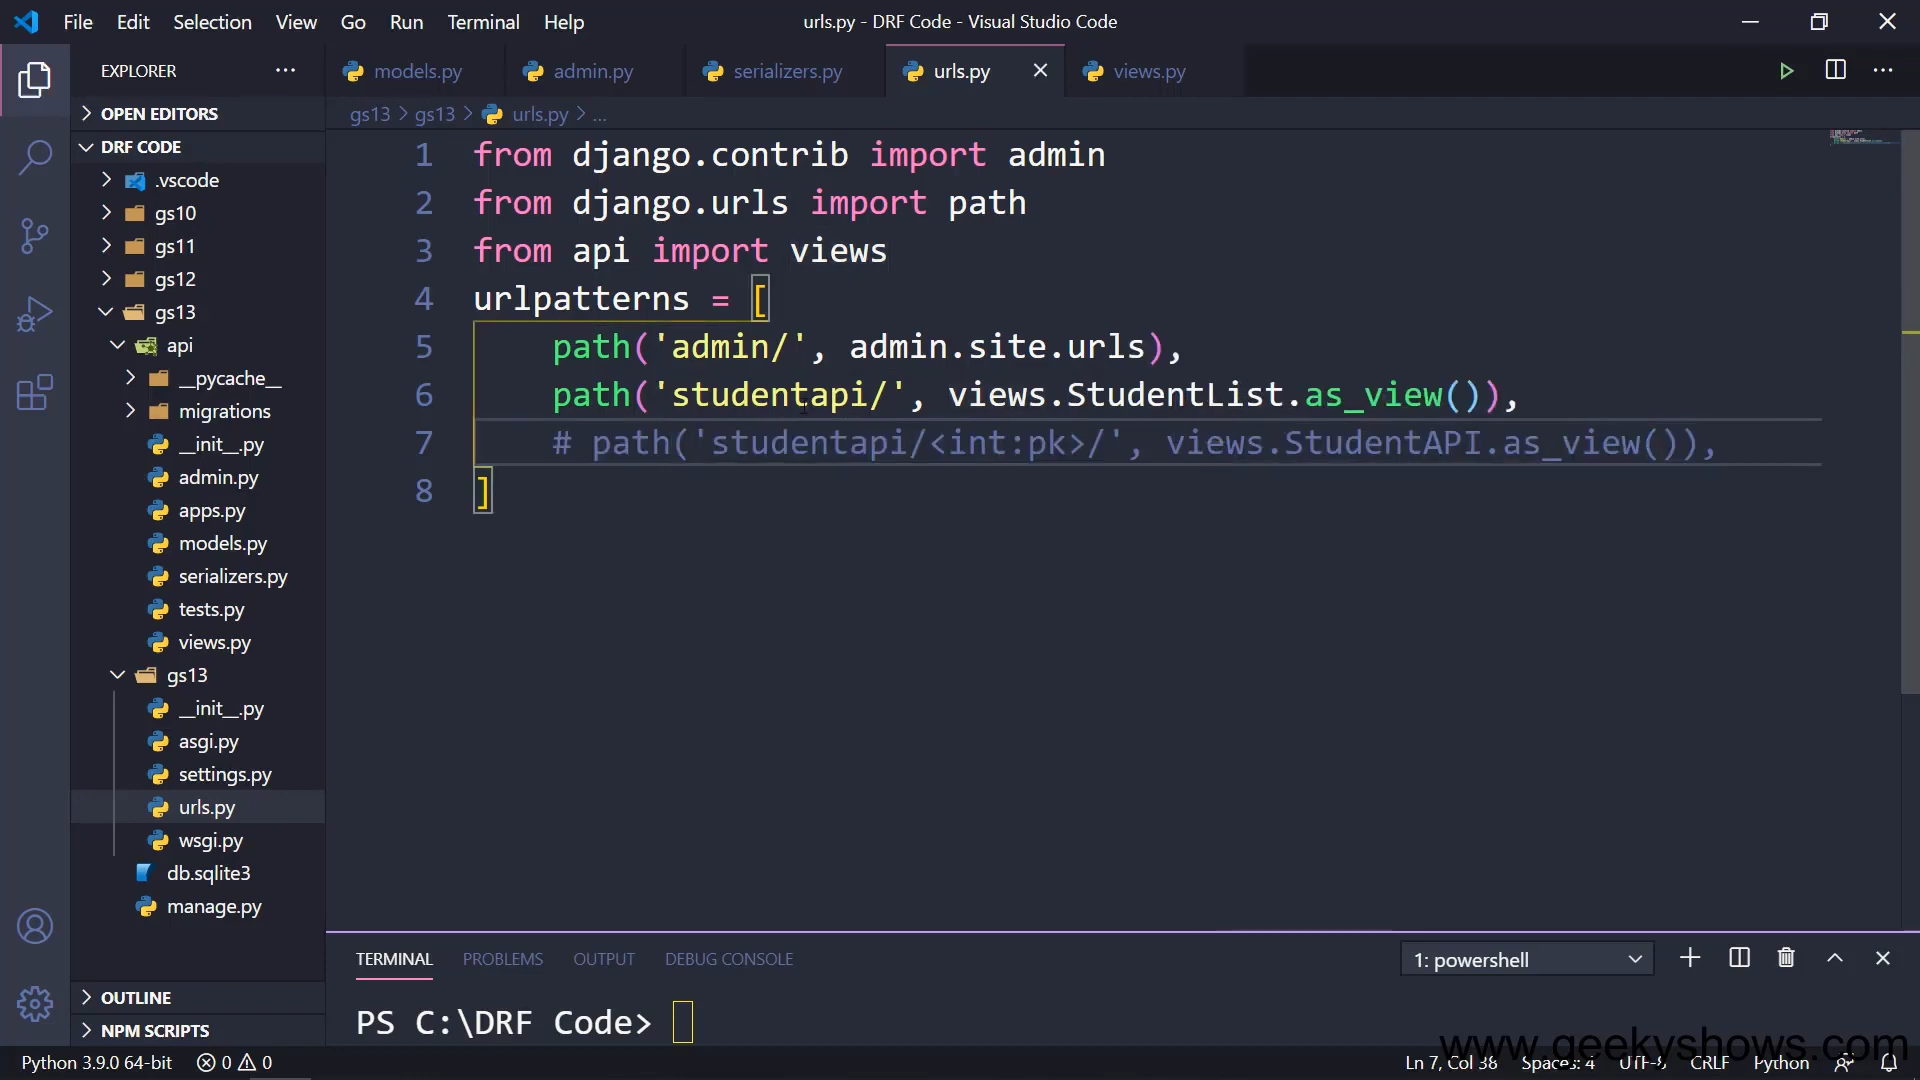 File Edit Selection View Go Run Terminal Help
urls.py - DRF Code - Visual Studio Code
EXPLORER
models.py admin.py serializers.py urls.py views.py
OPEN EDITORS
gs13 > gs13 > urls.py > ...
DRF CODE
.vscode
gs10
gs11
gs12
gs13
api
__pycache__
migrations
__init__.py
admin.py
apps.py
models.py
serializers.py
tests.py
views.py
gs13
__init__.py
asgi.py
settings.py
urls.py
wsgi.py
db.sqlite3
manage.py
OUTLINE
NPM SCRIPTS
1 from django.contrib import admin
2 from django.urls import path
3 from api import views
4 urlpatterns = [
5 path('admin/', admin.site.urls),
6 path('studentapi/', views.StudentList.as_view()),
7 # path('studentapi/<int:pk>/', views.StudentAPI.as_view()),
8 ]
TERMINAL PROBLEMS OUTPUT DEBUG CONSOLE
1: powershell
PS C:\DRF Code>
www.geekyshows.com
Python 3.9.0 64-bit 0 0
Ln 7, Col 38 Spaces: 4 UTF-8 CRLF Python